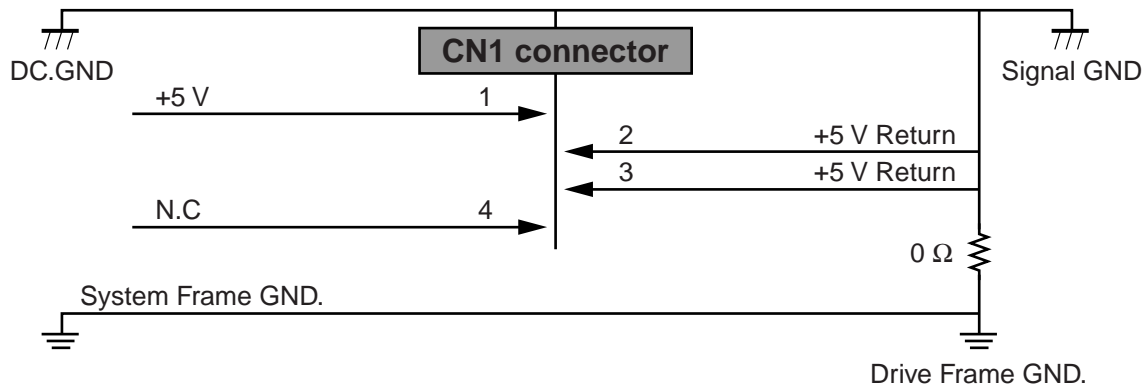 CN1 connector
DC.GND
Signal GND
+5 V 1
2 +5 V Return
3 +5 V Return
N.C 4
0 Ω
System Frame GND.
Drive Frame GND.